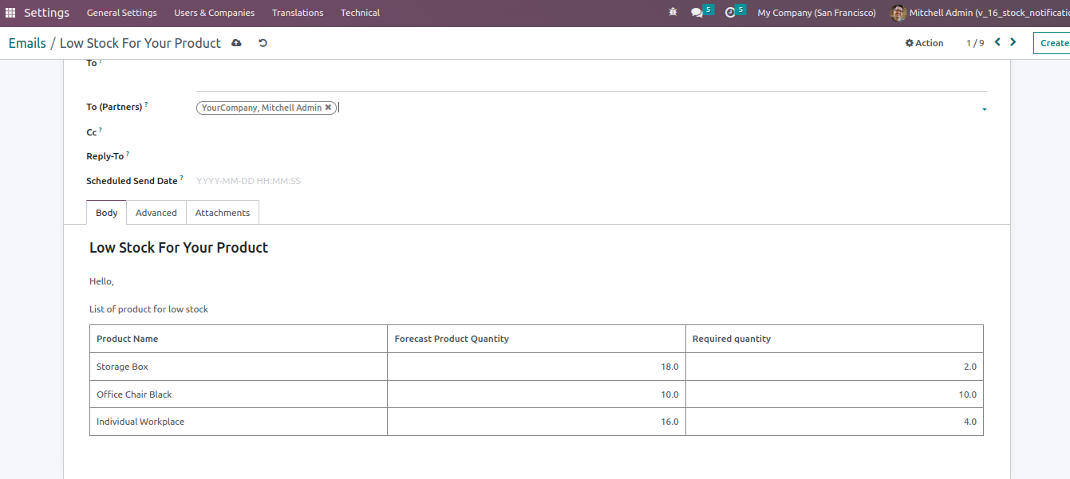 Settings General Settings Users & Companies Translations Technical 5 5 My Company (San Francisco) Mitchell Admin (v_16_stock_notificatio
Emails / Low Stock For Your Product Action 1 / 9 Create
To ?
To (Partners) ? YourCompany, Mitchell Admin ✖
Cc ?
Reply-To ?
Scheduled Send Date ? YYYY-MM-DD HH:MM:SS
Body Advanced Attachments
Low Stock For Your Product
Hello,
List of product for low stock
Product Name Forecast Product Quantity Required quantity
Storage Box 18.0 2.0
Office Chair Black 10.0 10.0
Individual Workplace 16.0 4.0